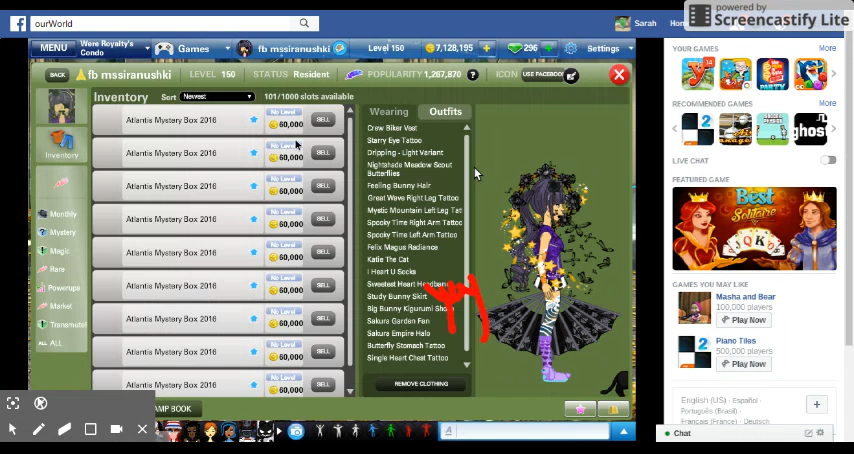 powered by
Screencastify Lite
ourWorld
Sarah
MENU
Were Royalty's
Condo
Games
fb mssiranushki
Level 150
7,128,195
296
Settings
BACK
fb mssiranushki
LEVEL 150
STATUS Resident
POPULARITY 1,267,870
?
ICON
USE FACEBOOK
Inventory
Sort
Newest
101/1000 slots available
Wearing
Outfits
Inventory
Monthly
Mystery
Magic
Rare
Powerups
Market
ALL ALL
Atlantis Mystery Box 2016
No Level
60,000
SELL
Atlantis Mystery Box 2016
No Level
60,000
SELL
Atlantis Mystery Box 2016
No Level
60,000
SELL
Atlantis Mystery Box 2016
No Level
60,000
SELL
Atlantis Mystery Box 2016
No Level
60,000
SELL
Atlantis Mystery Box 2016
No Level
60,000
SELL
Atlantis Mystery Box 2016
No Level
60,000
SELL
Atlantis Mystery Box 2016
No Level
60,000
SELL
Atlantis Mystery Box 2016
No Level
60,000
SELL
Crew Biker Vest
Starry Eye Tattoo
Dripping - Light Variant
Nightshade Meadow Scout
Butterflies
Feeling Bunny Hair
Great Wave Right Leg Tattoo
Mystic Mountain Left Leg Tat
Spooky Time Right Arm Tattoo
Spooky Time Left Arm Tattoo
Felix Magus Radiance
Katie The Cat
I Heart U Socks
Sweetest Heart Headban
Study Bunny Skirt
Big Bunny Kigurumi Sho
Sakura Garden Fan
Sakura Empire Halo
Butterfly Stomach Tattoo
Single Heart Chest Tattoo
REMOVE CLOTHING
AMP BOOK
YOUR GAMES
More
14
RECOMMENDED GAMES
More
2
ghost
LIVE CHAT
FEATURED GAME
Best
Solitaire
GAMES YOU MAY LIKE
Masha and Bear
100,000 players
Play Now
Piano Tiles
500,000 players
Play Now
2
English (US) · Español ·
Português (Brasil) ·
Français (France) · Deutsch
+
Chat